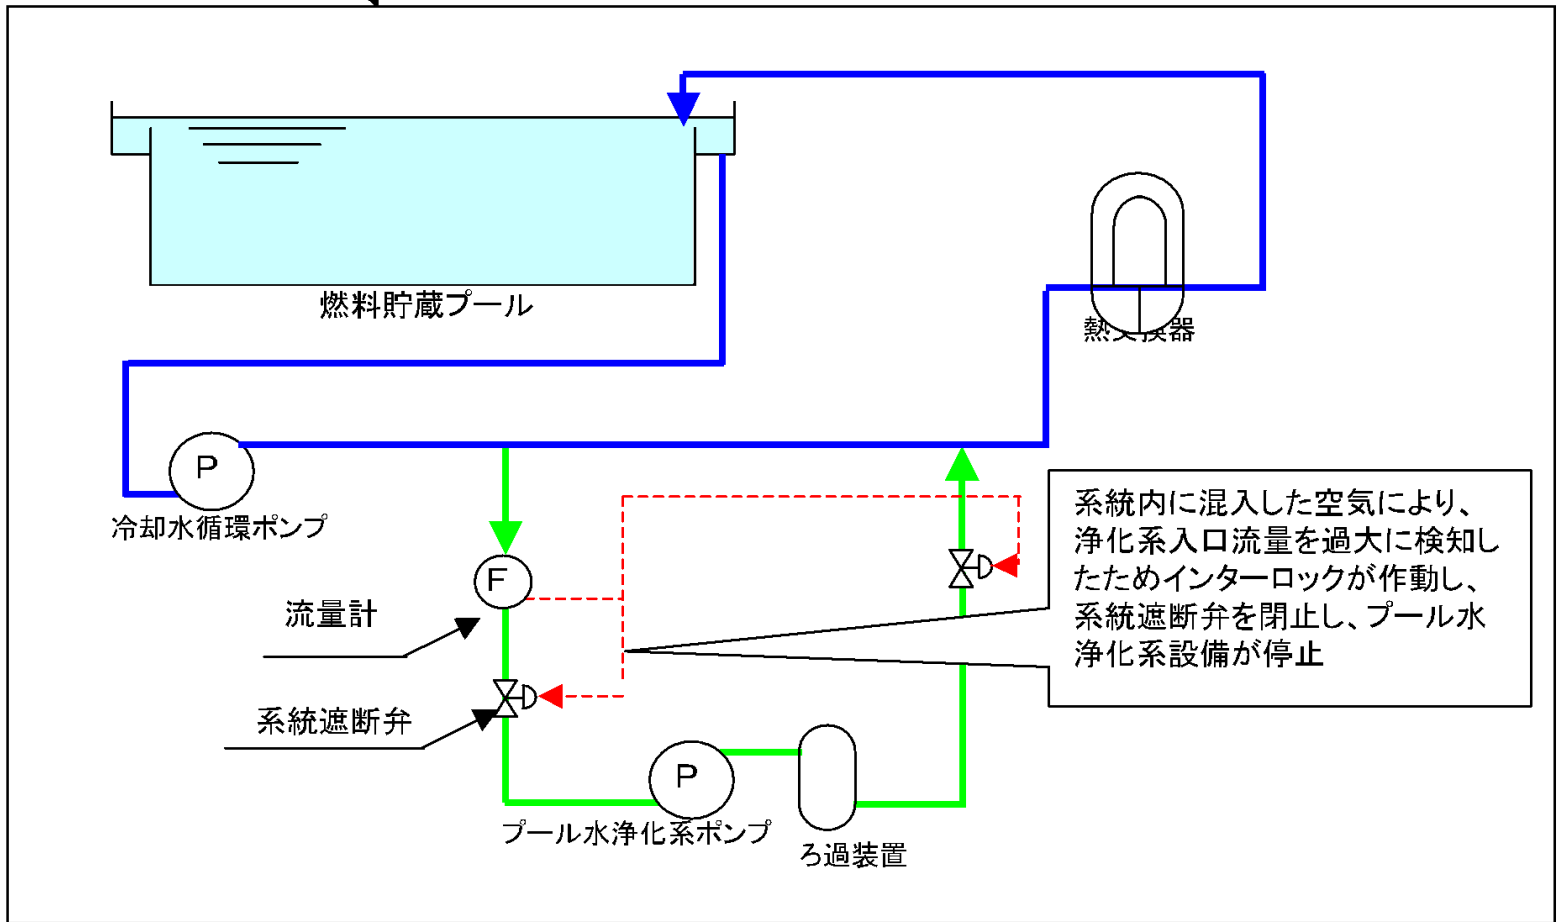 燃料貯蔵プール
熱交換器
P
冷却水循環ポンプ
系統内に混入した空気により、
浄化系入口流量を過大に検知し
たためインターロックが作動し、
系統遮断弁を閉止し、プール水
浄化系設備が停止
F
流量計
系統遮断弁
P
プール水浄化系ポンプ
ろ過装置